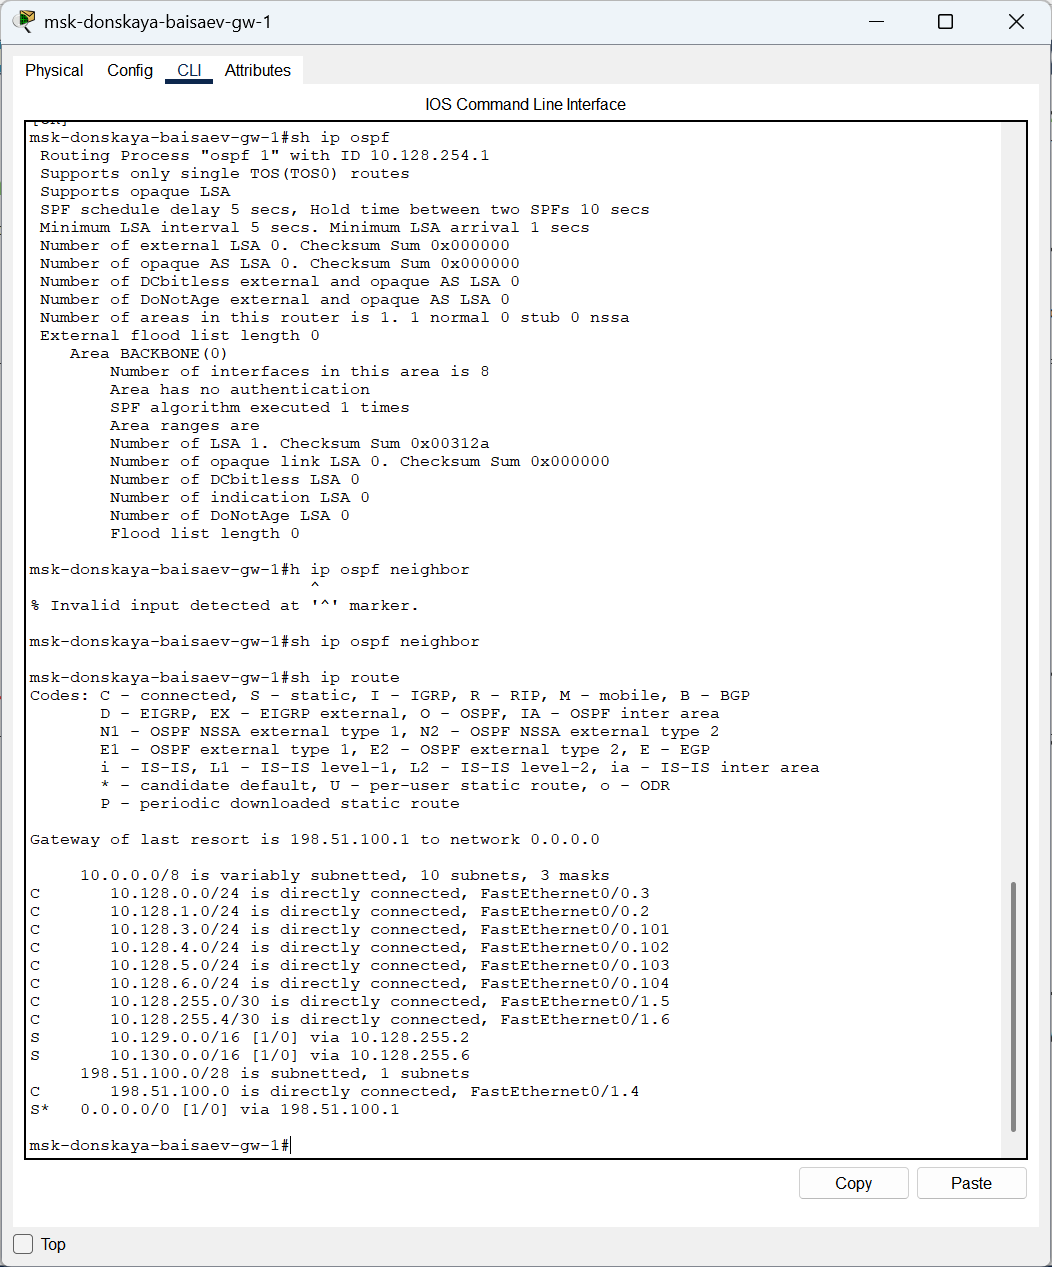 msk-donskaya-baisaev-gw-1
Physical Config CLI Attributes
IOS Command Line Interface
msk-donskaya-baisaev-gw-1#sh ip ospf
Routing Process "ospf 1" with ID 10.128.254.1
Supports only single TOS(TOS0) routes
Supports opaque LSA
SPF schedule delay 5 secs, Hold time between two SPFs 10 secs
Minimum LSA interval 5 secs. Minimum LSA arrival 1 secs
Number of external LSA 0. Checksum Sum 0x000000
Number of opaque AS LSA 0. Checksum Sum 0x000000
Number of DCbitless external and opaque AS LSA 0
Number of DoNotAge external and opaque AS LSA 0
Number of areas in this router is 1. 1 normal 0 stub 0 nssa
External flood list length 0
Area BACKBONE(0)
Number of interfaces in this area is 8
Area has no authentication
SPF algorithm executed 1 times
Area ranges are
Number of LSA 1. Checksum Sum 0x00312a
Number of opaque link LSA 0. Checksum Sum 0x000000
Number of DCbitless LSA 0
Number of indication LSA 0
Number of DoNotAge LSA 0
Flood list length 0
msk-donskaya-baisaev-gw-1#h ip ospf neighbor
^
% Invalid input detected at '^' marker.
msk-donskaya-baisaev-gw-1#sh ip ospf neighbor
msk-donskaya-baisaev-gw-1#sh ip route
Codes: C - connected, S - static, I - IGRP, R - RIP, M - mobile, B - BGP
D - EIGRP, EX - EIGRP external, O - OSPF, IA - OSPF inter area
N1 - OSPF NSSA external type 1, N2 - OSPF NSSA external type 2
E1 - OSPF external type 1, E2 - OSPF external type 2, E - EGP
i - IS-IS, L1 - IS-IS level-1, L2 - IS-IS level-2, ia - IS-IS inter area
* - candidate default, U - per-user static route, o - ODR
P - periodic downloaded static route
Gateway of last resort is 198.51.100.1 to network 0.0.0.0
10.0.0.0/8 is variably subnetted, 10 subnets, 3 masks
C 10.128.0.0/24 is directly connected, FastEthernet0/0.3
C 10.128.1.0/24 is directly connected, FastEthernet0/0.2
C 10.128.3.0/24 is directly connected, FastEthernet0/0.101
C 10.128.4.0/24 is directly connected, FastEthernet0/0.102
C 10.128.5.0/24 is directly connected, FastEthernet0/0.103
C 10.128.6.0/24 is directly connected, FastEthernet0/0.104
C 10.128.255.0/30 is directly connected, FastEthernet0/1.5
C 10.128.255.4/30 is directly connected, FastEthernet0/1.6
S 10.129.0.0/16 [1/0] via 10.128.255.2
S 10.130.0.0/16 [1/0] via 10.128.255.6
198.51.100.0/28 is subnetted, 1 subnets
C 198.51.100.0 is directly connected, FastEthernet0/1.4
S* 0.0.0.0/0 [1/0] via 198.51.100.1
msk-donskaya-baisaev-gw-1#
Copy Paste
Top